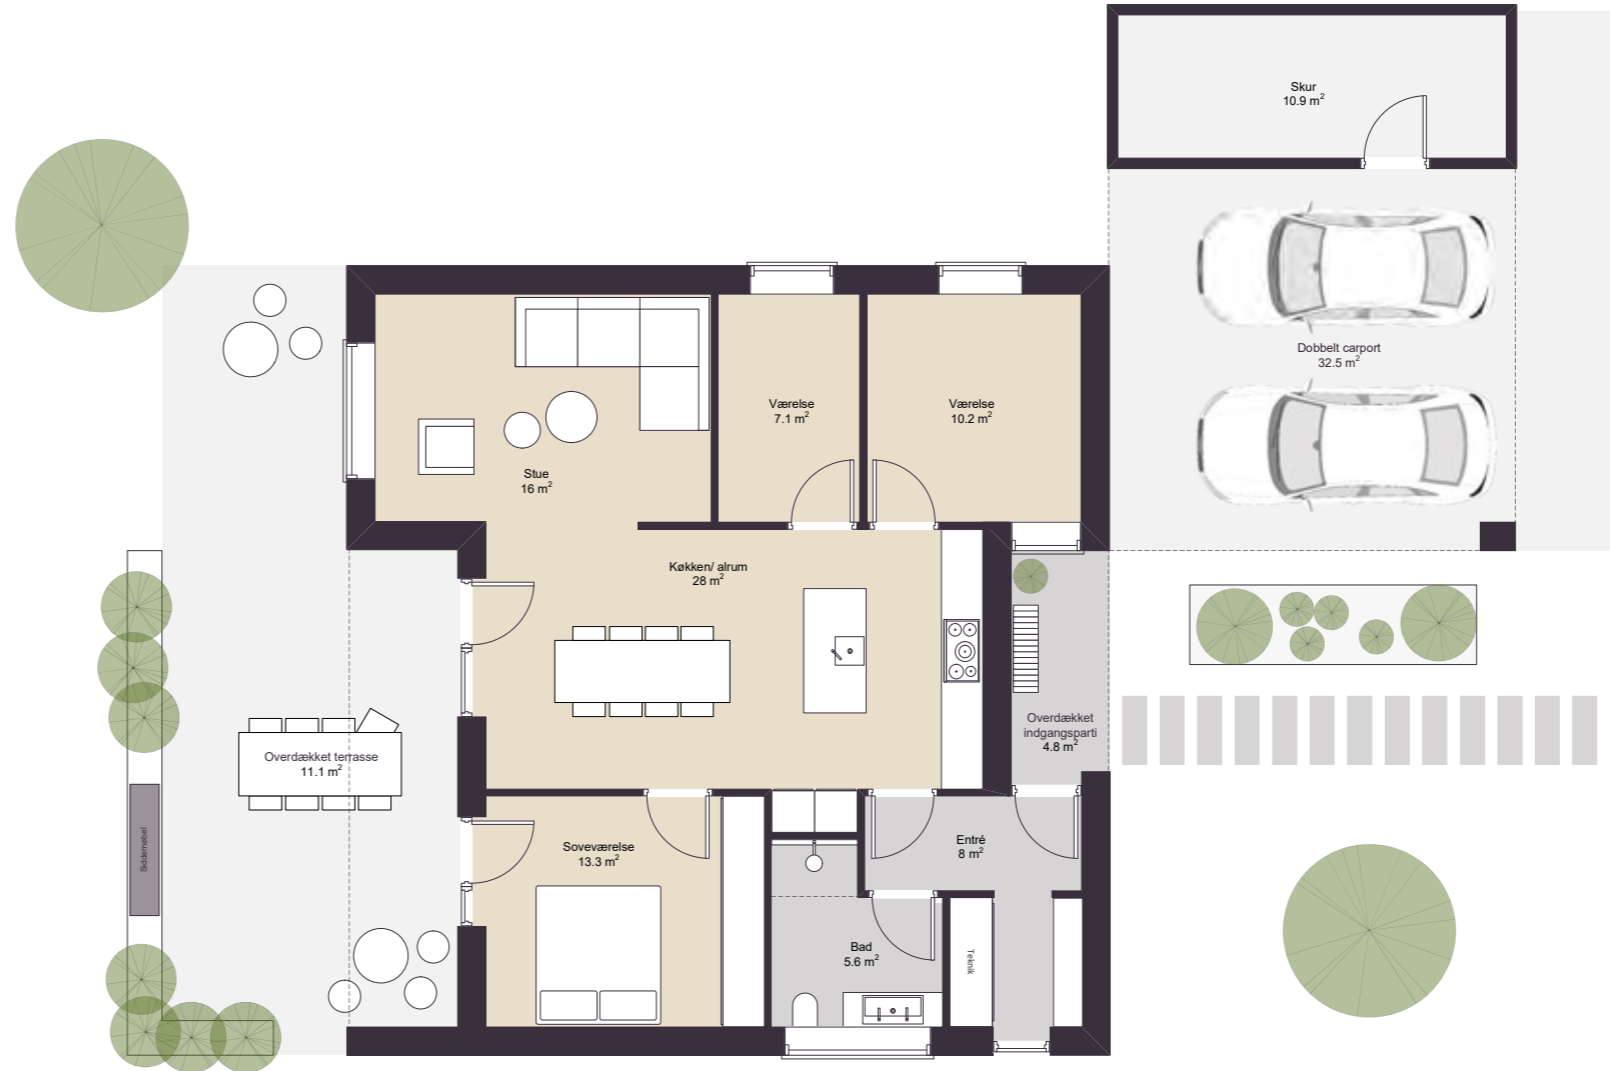 Skur
10.9 m²
Dobbelt carport
32.5 m²
Værelse
7.1 m²
Værelse
10.2 m²
Stue
16 m²
Køkken/ alrum
28 m²
Overdækket
indgangsparti
4.8 m²
Overdækket terrasse
11.1 m²
Siddemøbel
Soveværelse
13.3 m²
Entré
8 m²
Bad
5.6 m²
Teknik